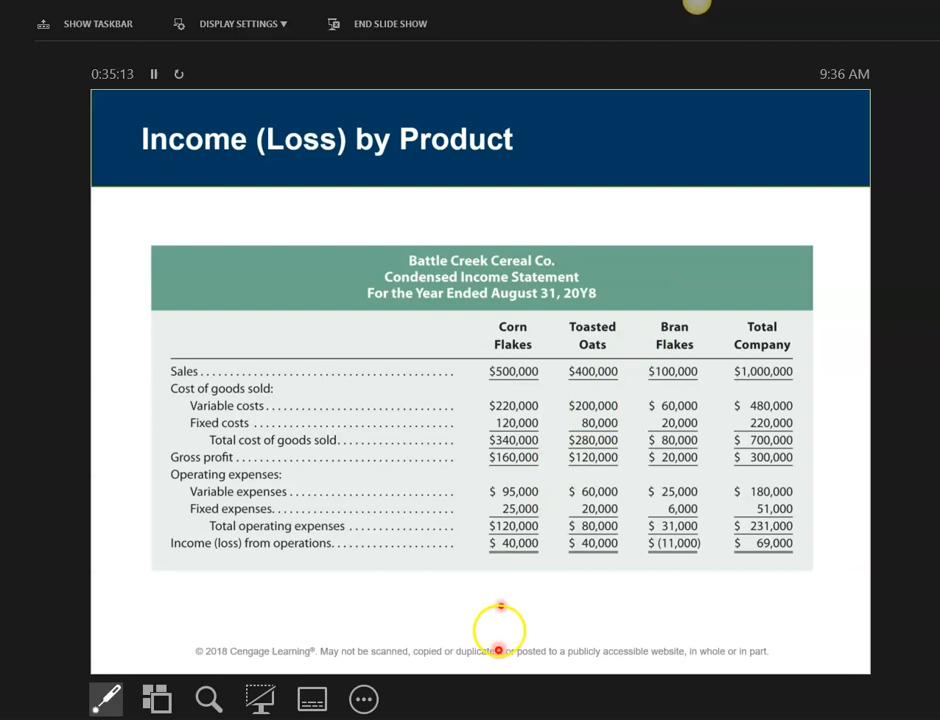 SHOW TASKBAR DISPLAY SETTINGS ▼ END SLIDE SHOW
0:35:13 9:36 AM
Income (Loss) by Product
Battle Creek Cereal Co.
Condensed Income Statement
For the Year Ended August 31, 20Y8
Corn Toasted Bran Total
Flakes Oats Flakes Company
Sales $500,000 $400,000 $100,000 $1,000,000
Cost of goods sold:
Variable costs $220,000 $200,000 $ 60,000 $ 480,000
Fixed costs 120,000 80,000 20,000 220,000
Total cost of goods sold $340,000 $280,000 $ 80,000 $ 700,000
Gross profit $160,000 $120,000 $ 20,000 $ 300,000
Operating expenses:
Variable expenses $ 95,000 $ 60,000 $ 25,000 $ 180,000
Fixed expenses 25,000 20,000 6,000 51,000
Total operating expenses $120,000 $ 80,000 $ 31,000 $ 231,000
Income (loss) from operations $ 40,000 $ 40,000 $ (11,000) $ 69,000
© 2018 Cengage Learning®. May not be scanned, copied or duplicated, or posted to a publicly accessible website, in whole or in part.